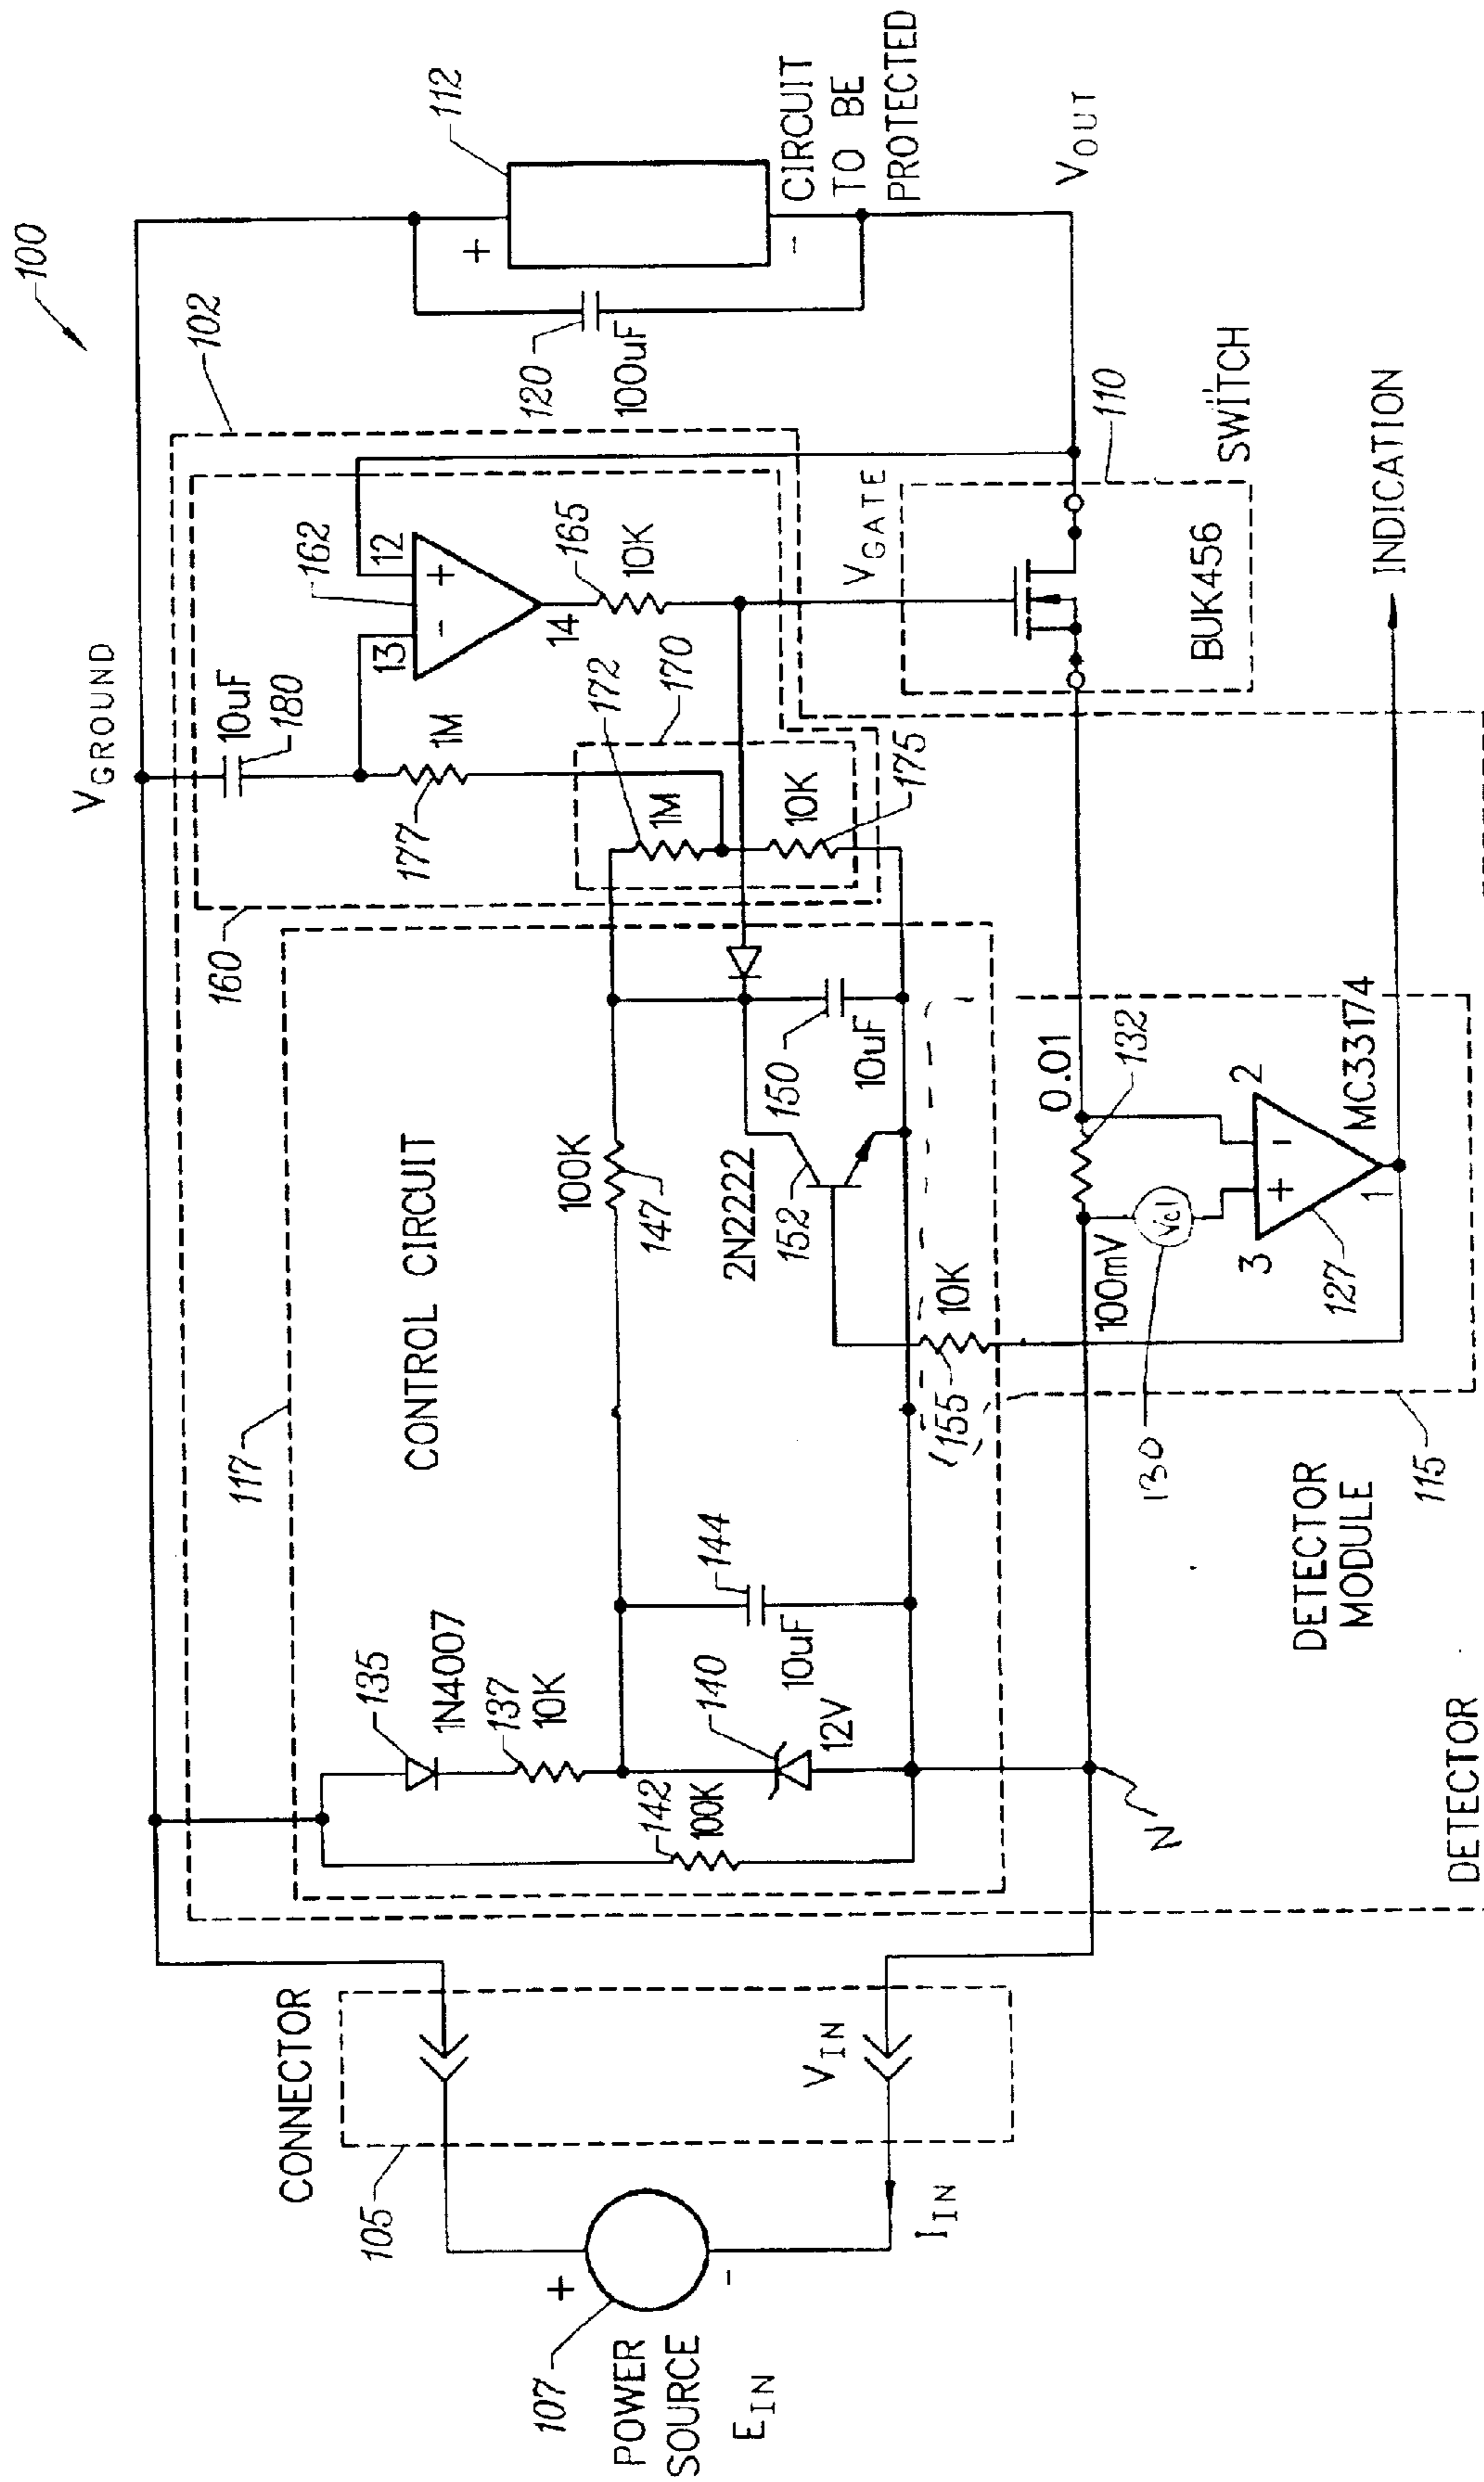 100
VGROUND
102
112
+
-
CIRCUIT
TO BE
PROTECTED
120
100uF
VOUT
10uF
180
177
1M
160
162
13
12
-
+
14
165
10K
172
170
1M
10K
175
VGATE
110
BUK456
SWITCH
INDICATION
117
CONTROL CIRCUIT
100K
147
2N2222
152
150
10uF
135
1N4007
137
10K
142
100K
140
12V
144
10uF
155
10K
0.01
132
100mV
Vcl
130
3
2
+
-
1
127
MC33174
DETECTOR
MODULE
115
DETECTOR
N
CONNECTOR
105
VIN
IIN
107
+
-
POWER
SOURCE
EIN